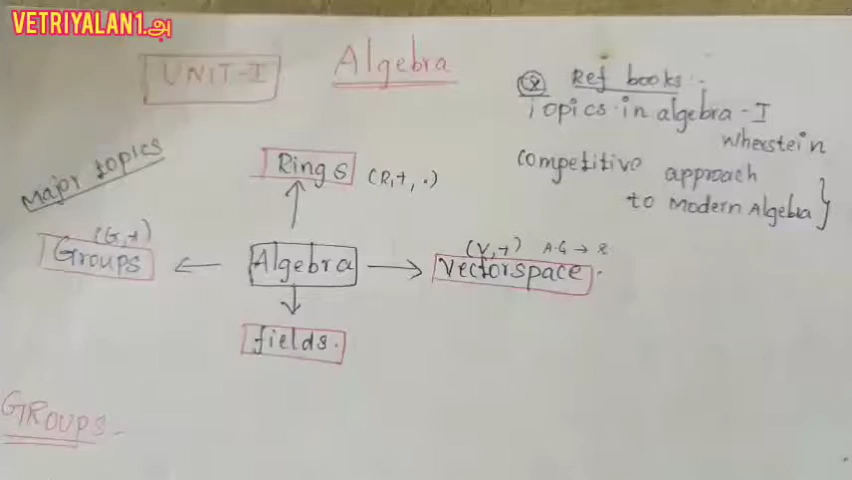 VETRIYALAN1.அ
UNIT-I
Algebra
Ref books:-
Topics in algebra - I
Wherstein
competitive approach
to Modern Algebra
Major topics
Rings (R,+, .)
(G,+)
Groups
Algebra
(V,+) A.G →
Vectorspace.
fields.
GROUPS-